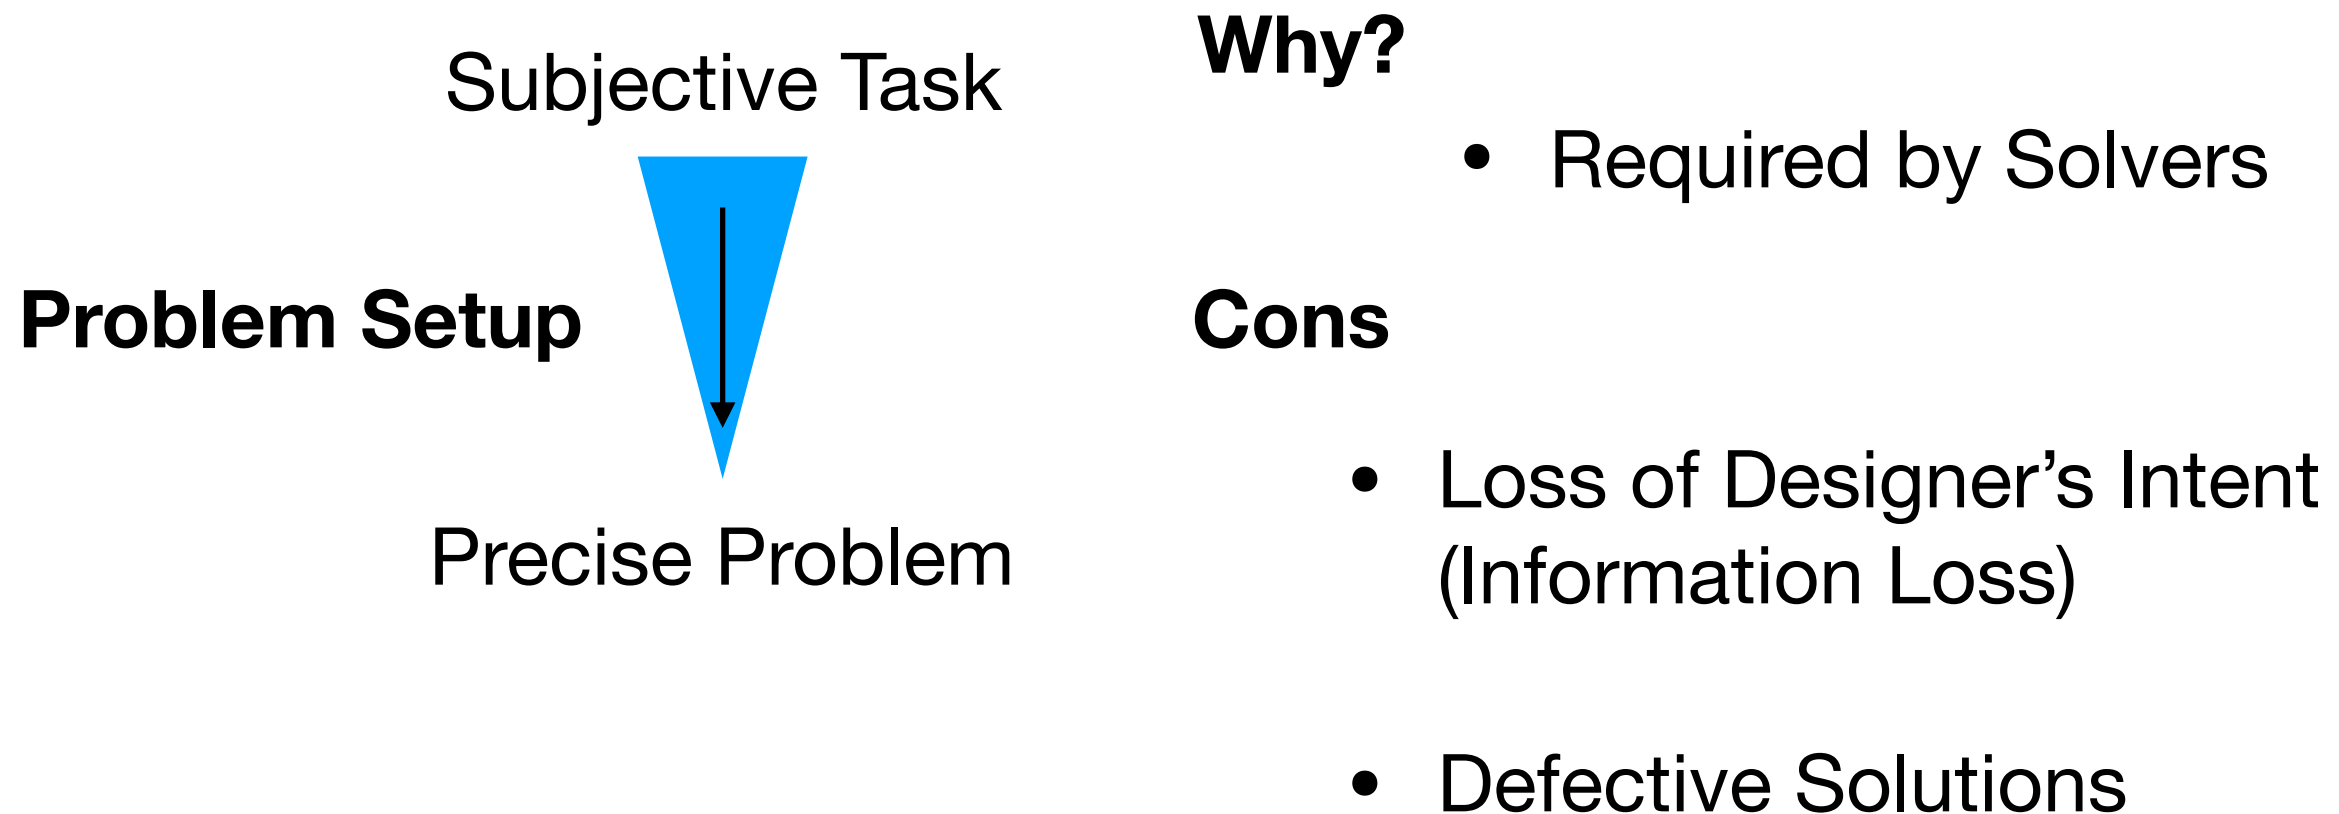 Subjective Task
Problem Setup
Precise Problem
Why?
• Required by Solvers
Cons
• Loss of Designer’s Intent
(Information Loss)
• Defective Solutions